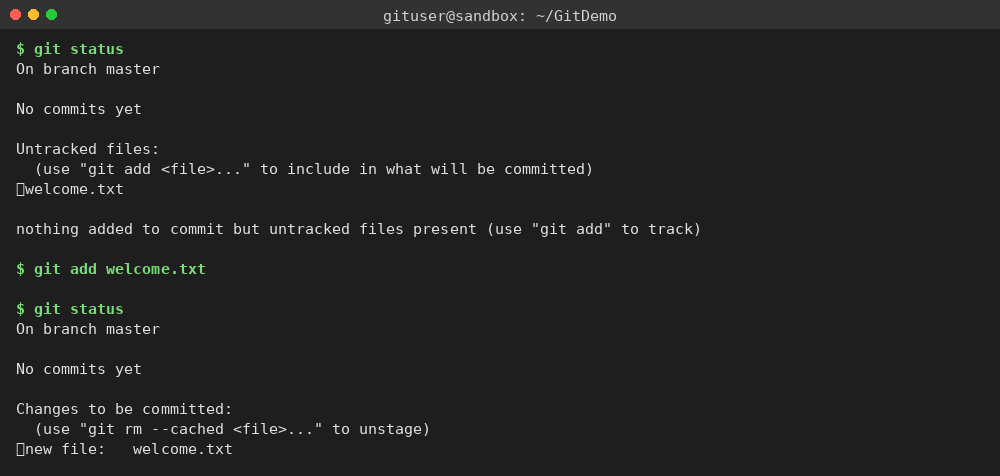 gituser@sandbox: ~/GitDemo
$ git status
On branch master
No commits yet
Untracked files:
(use "git add <file>..." to include in what will be committed)
welcome.txt
nothing added to commit but untracked files present (use "git add" to track)
$ git add welcome.txt
$ git status
On branch master
No commits yet
Changes to be committed:
(use "git rm --cached <file>..." to unstage)
new file:   welcome.txt